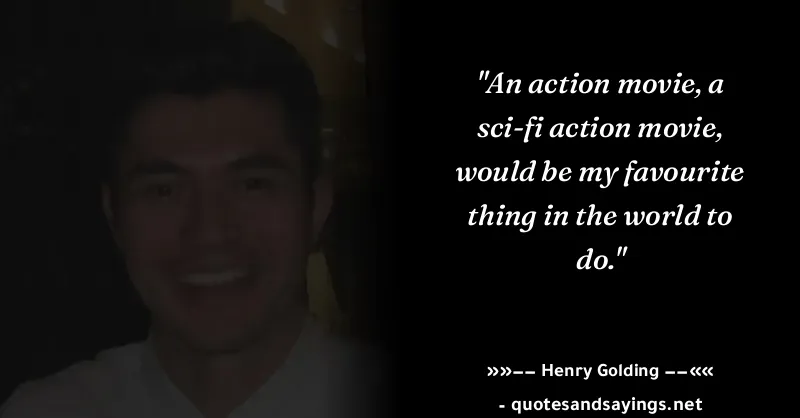 "An action movie, a
sci-fi action movie,
would be my favourite
thing in the world to
do."
»»−− Henry Golding −−««
- quotesandsayings.net